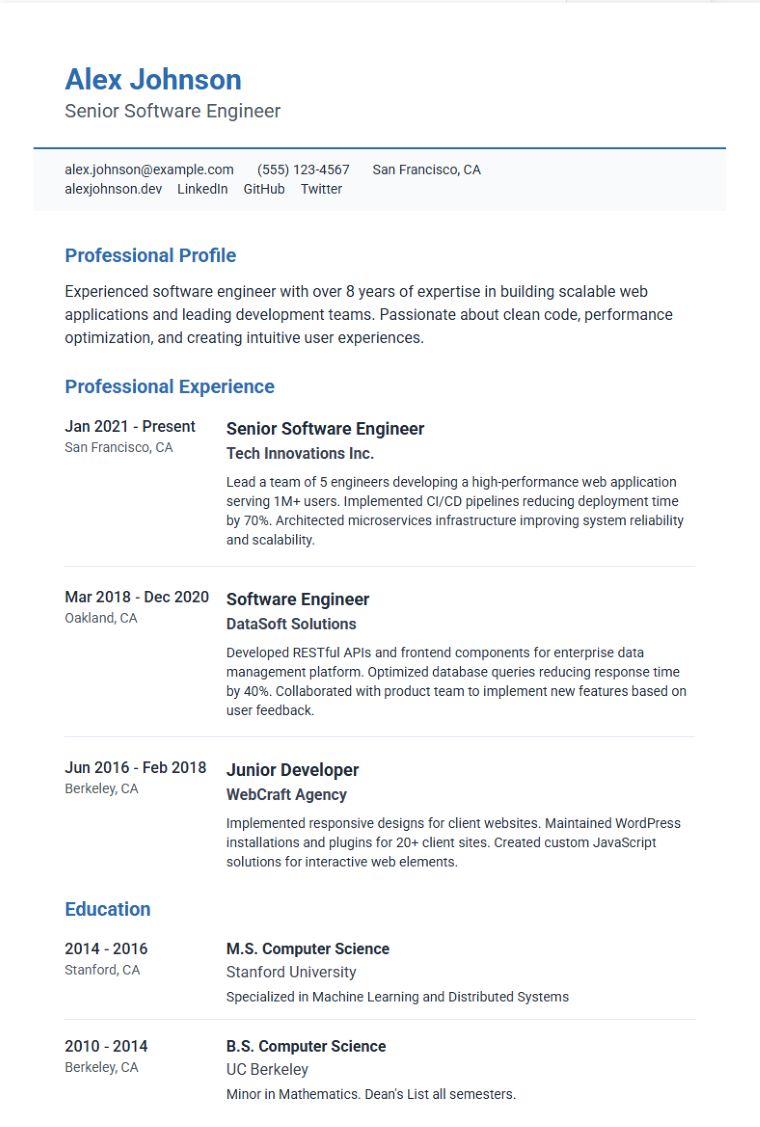 Alex Johnson
Senior Software Engineer
alex.johnson@example.com (555) 123-4567 San Francisco, CA
alexjohnson.dev LinkedIn GitHub Twitter
Professional Profile
Experienced software engineer with over 8 years of expertise in building scalable web
applications and leading development teams. Passionate about clean code, performance
optimization, and creating intuitive user experiences.
Professional Experience
Jan 2021 - Present
San Francisco, CA
Senior Software Engineer
Tech Innovations Inc.
Lead a team of 5 engineers developing a high-performance web application
serving 1M+ users. Implemented CI/CD pipelines reducing deployment time
by 70%. Architected microservices infrastructure improving system reliability
and scalability.
Mar 2018 - Dec 2020
Oakland, CA
Software Engineer
DataSoft Solutions
Developed RESTful APIs and frontend components for enterprise data
management platform. Optimized database queries reducing response time
by 40%. Collaborated with product team to implement new features based on
user feedback.
Jun 2016 - Feb 2018
Berkeley, CA
Junior Developer
WebCraft Agency
Implemented responsive designs for client websites. Maintained WordPress
installations and plugins for 20+ client sites. Created custom JavaScript
solutions for interactive web elements.
Education
2014 - 2016
Stanford, CA
M.S. Computer Science
Stanford University
Specialized in Machine Learning and Distributed Systems
2010 - 2014
Berkeley, CA
B.S. Computer Science
UC Berkeley
Minor in Mathematics. Dean's List all semesters.